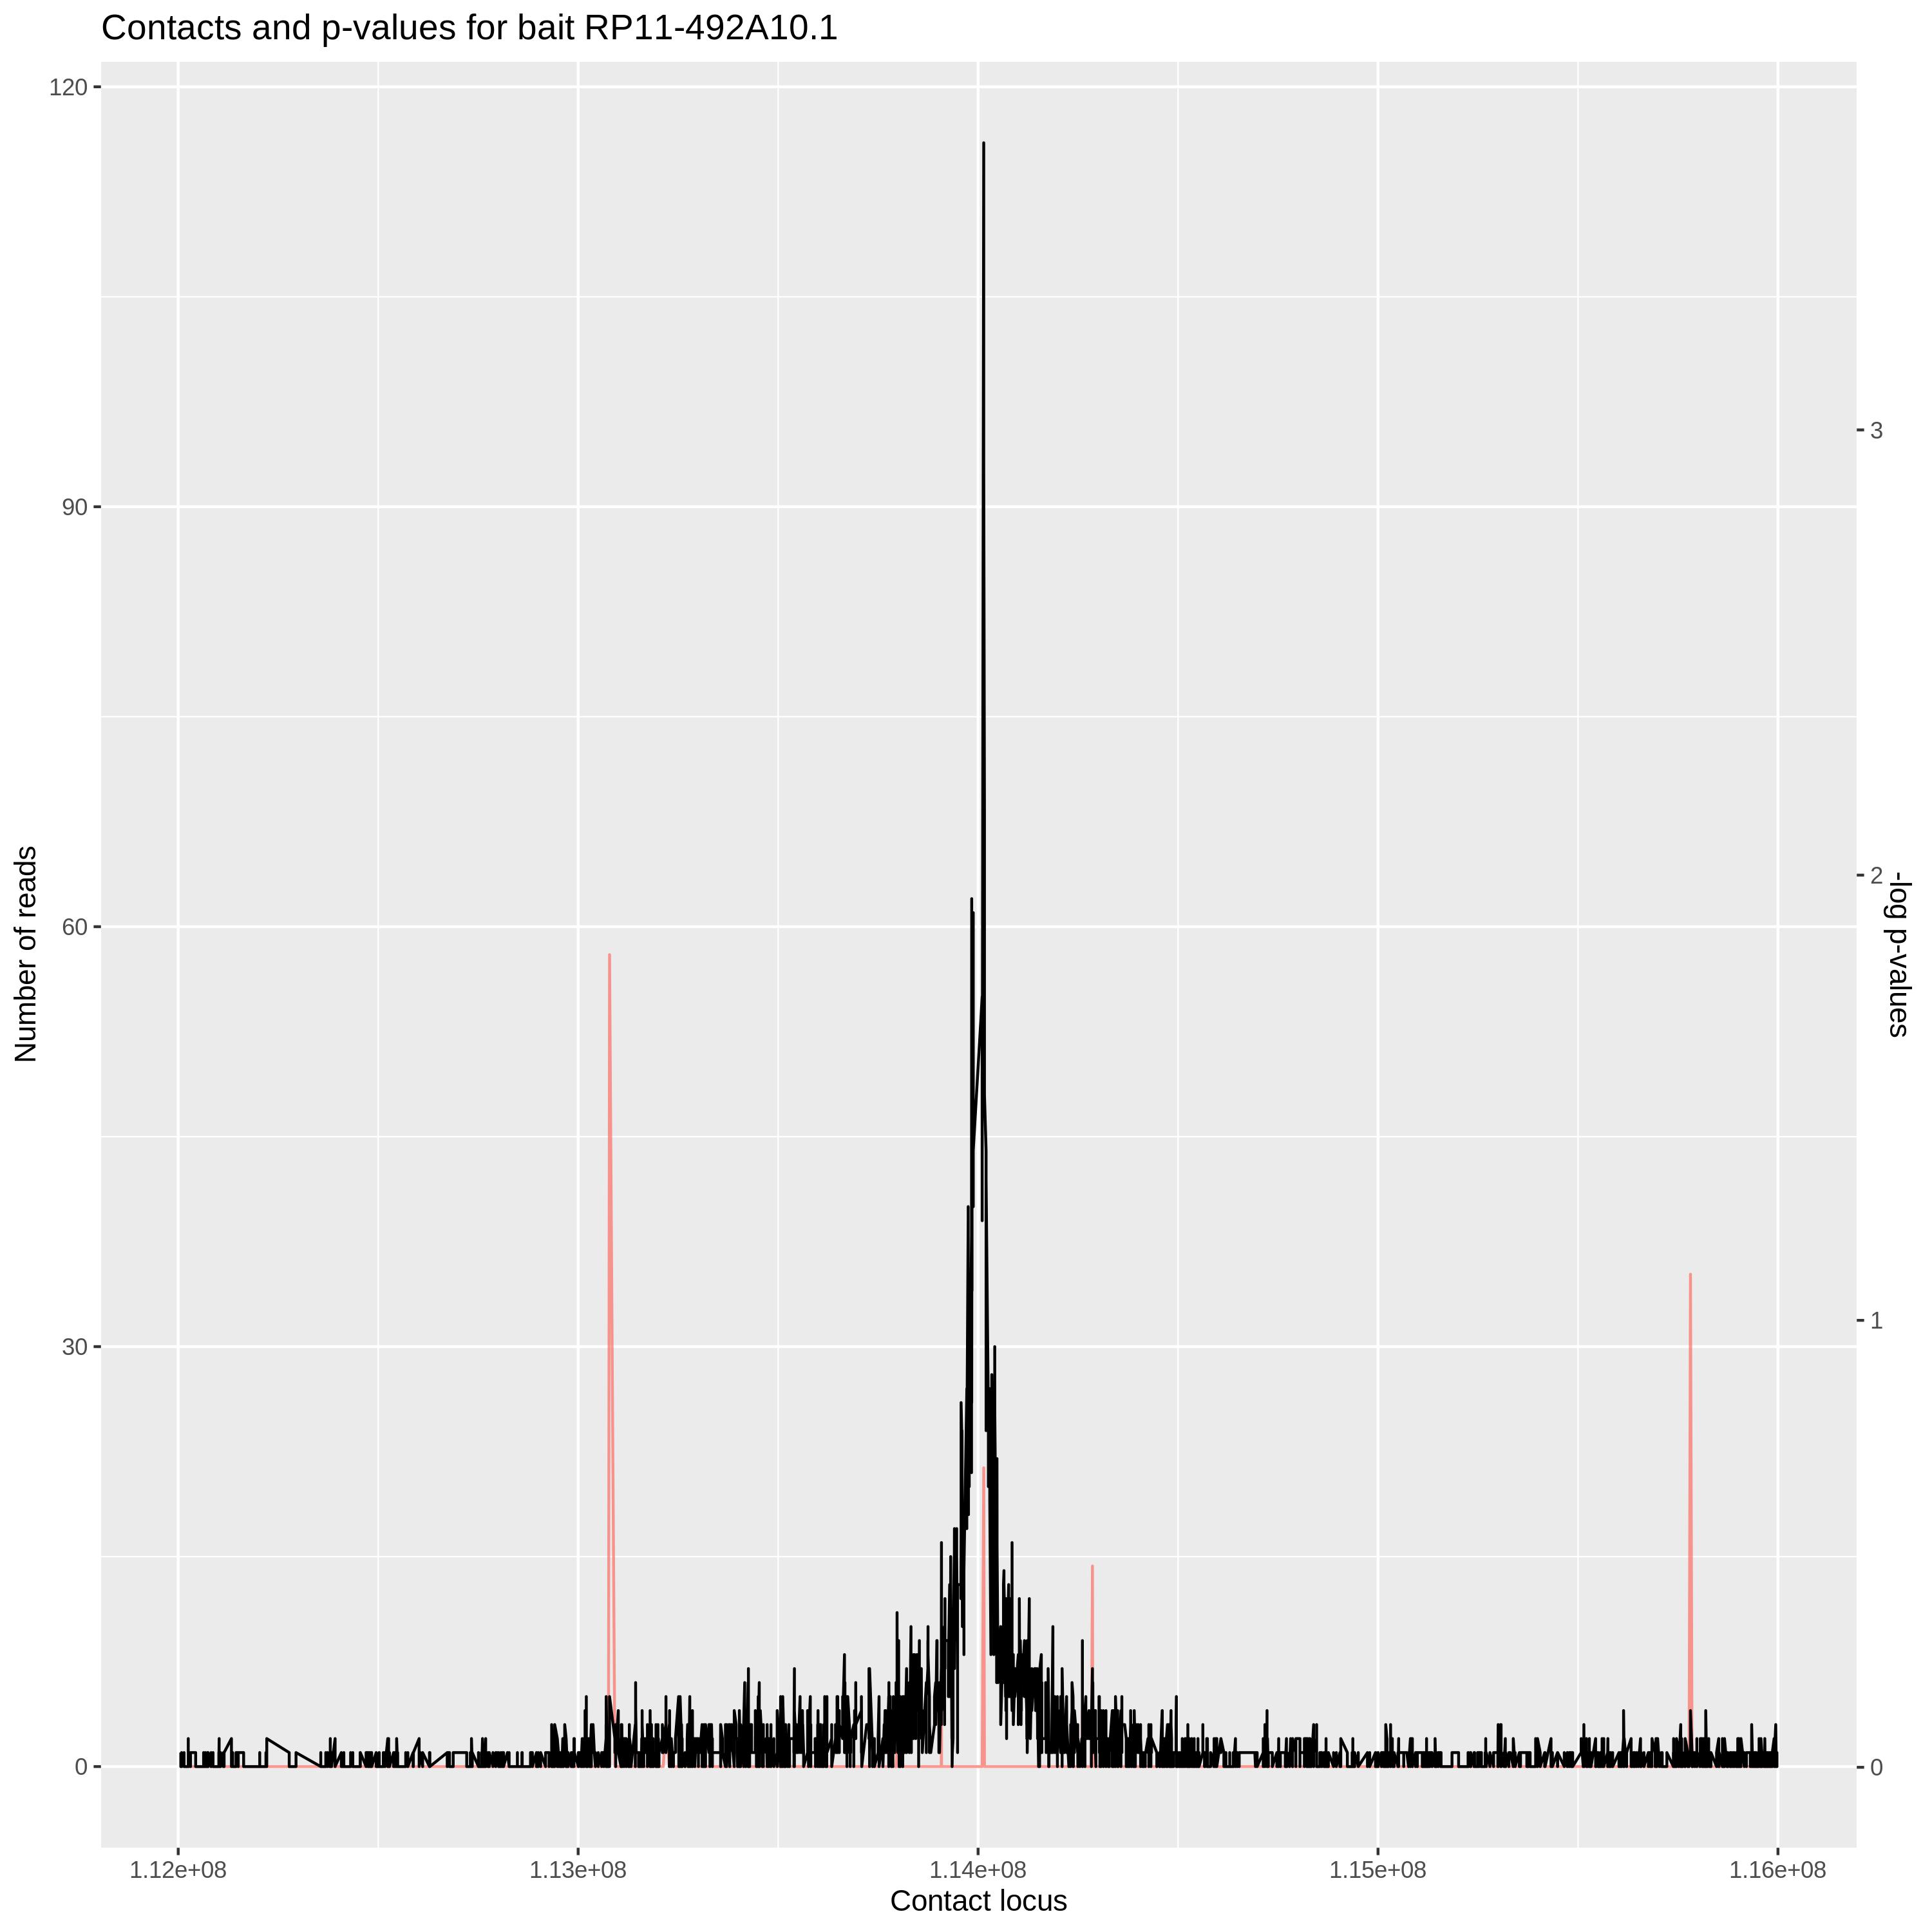 Contacts and p-values for bait RP11-492A10.1
120
90
60
30
0
Number of reads
3
2
1
0
-log p-values
1.12e+08 1.13e+08 1.14e+08 1.15e+08 1.16e+08
Contact locus